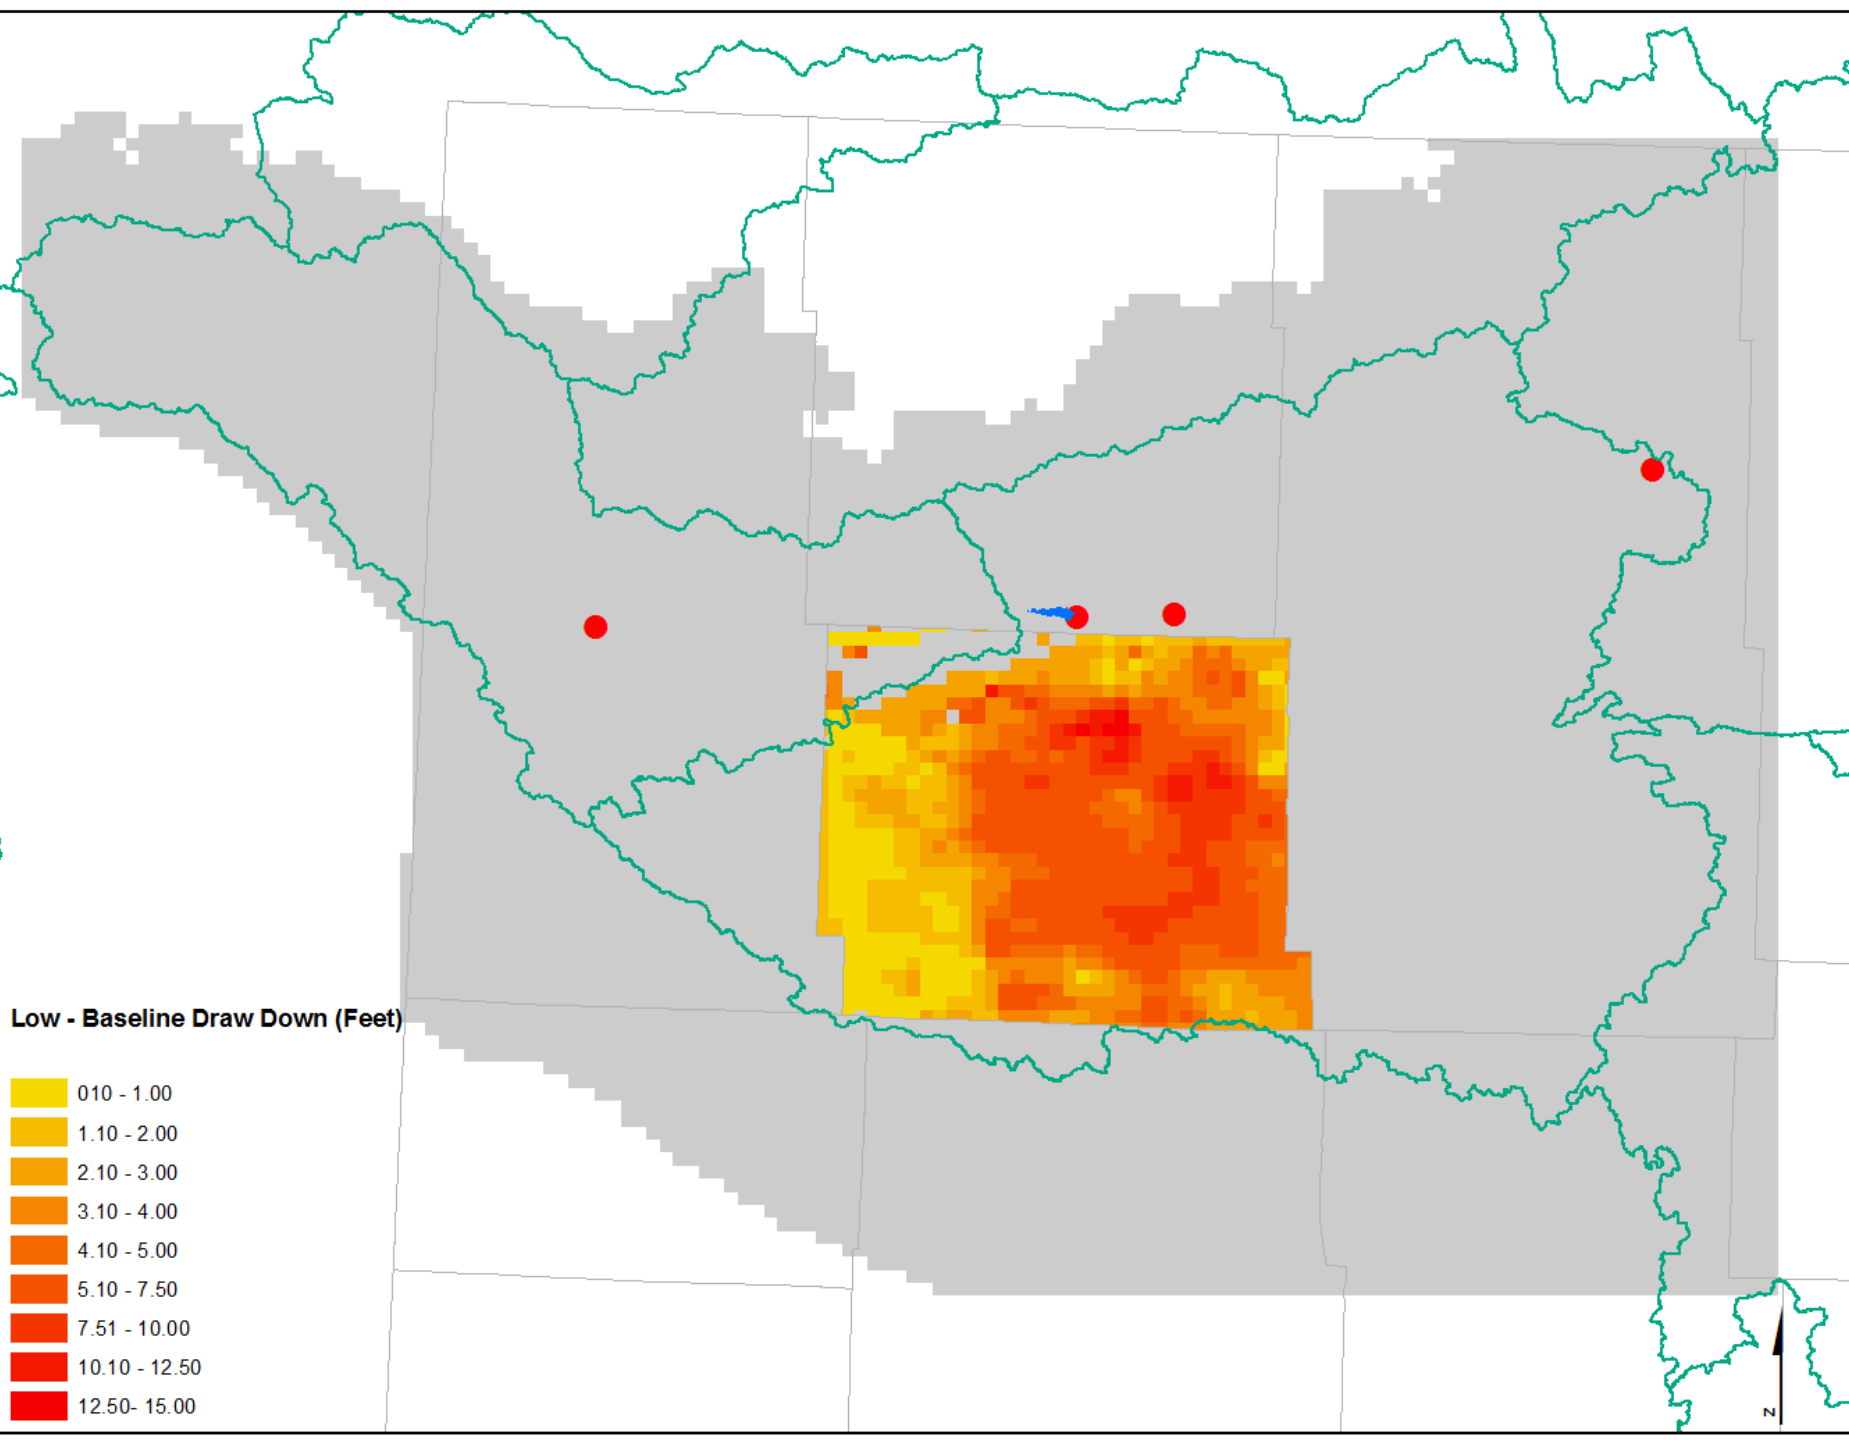 Low - Baseline Draw Down (Feet)
010 - 1.00
1.10 - 2.00
2.10 - 3.00
3.10 - 4.00
4.10 - 5.00
5.10 - 7.50
7.51 - 10.00
10.10 - 12.50
12.50- 15.00
N